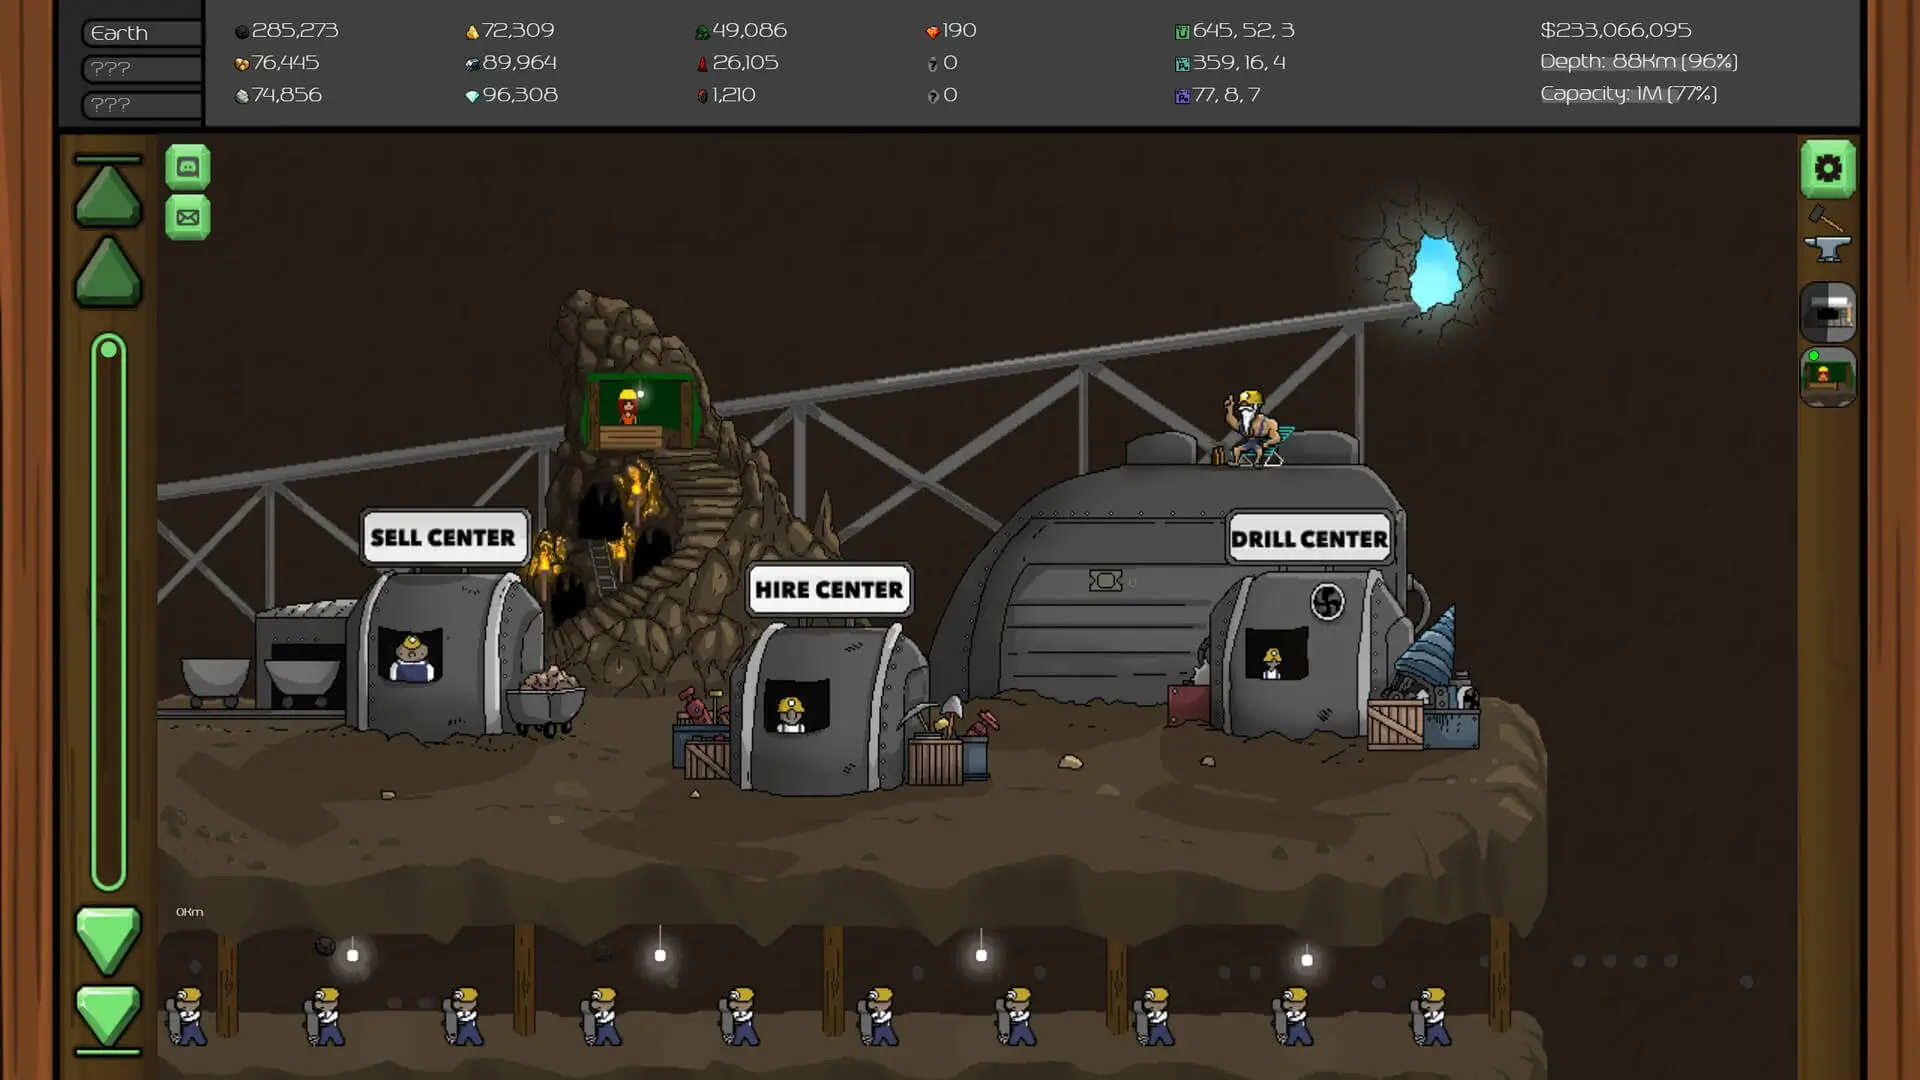 Earth
???
???
285,273
76,445
74,856
72,309
89,964
96,308
49,086
26,105
1,210
190
0
0
645, 52, 3
359, 16, 4
77, 8, 7
$233,066,095
Depth: 88Km (96%)
Capacity: 1M (77%)
SELL CENTER
HIRE CENTER
DRILL CENTER
0Km